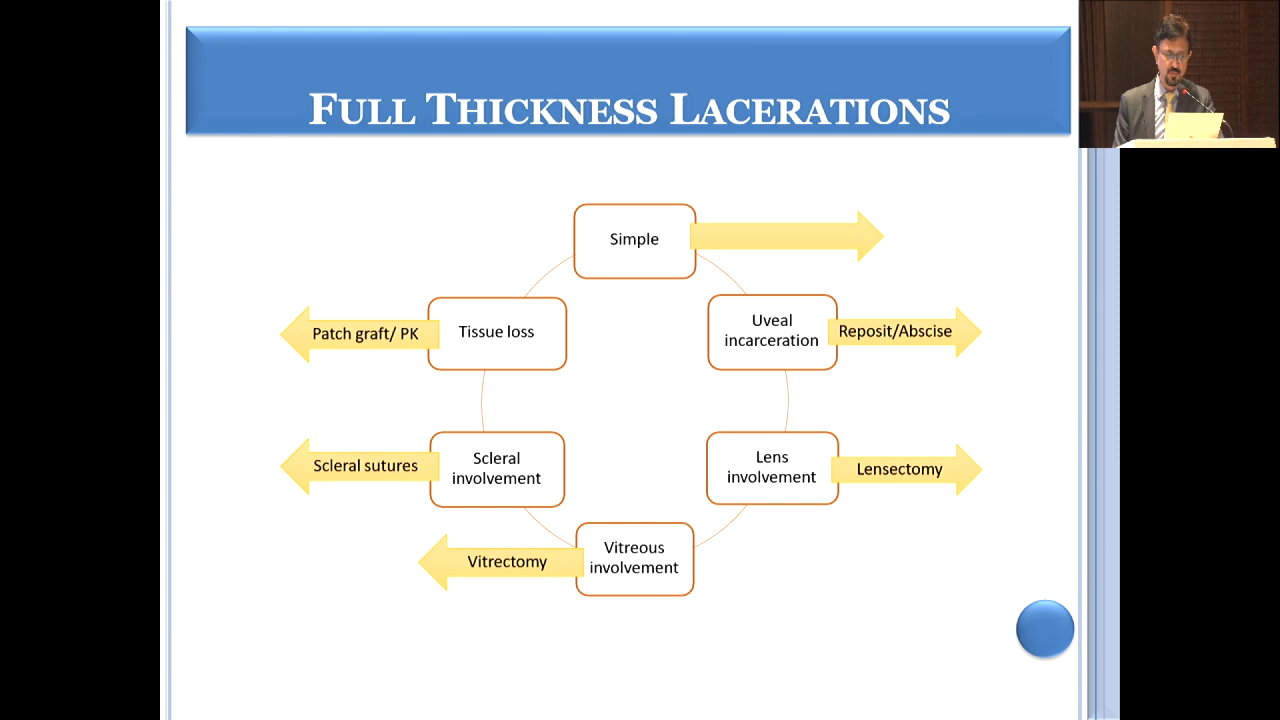 FULL THICKNESS LACERATIONS
Simple
Tissue loss
Patch graft/ PK
Uveal
incarceration
Reposit/Abscise
Scleral
involvement
Scleral sutures
Lens
involvement
Lensectomy
Vitreous
involvement
Vitrectomy